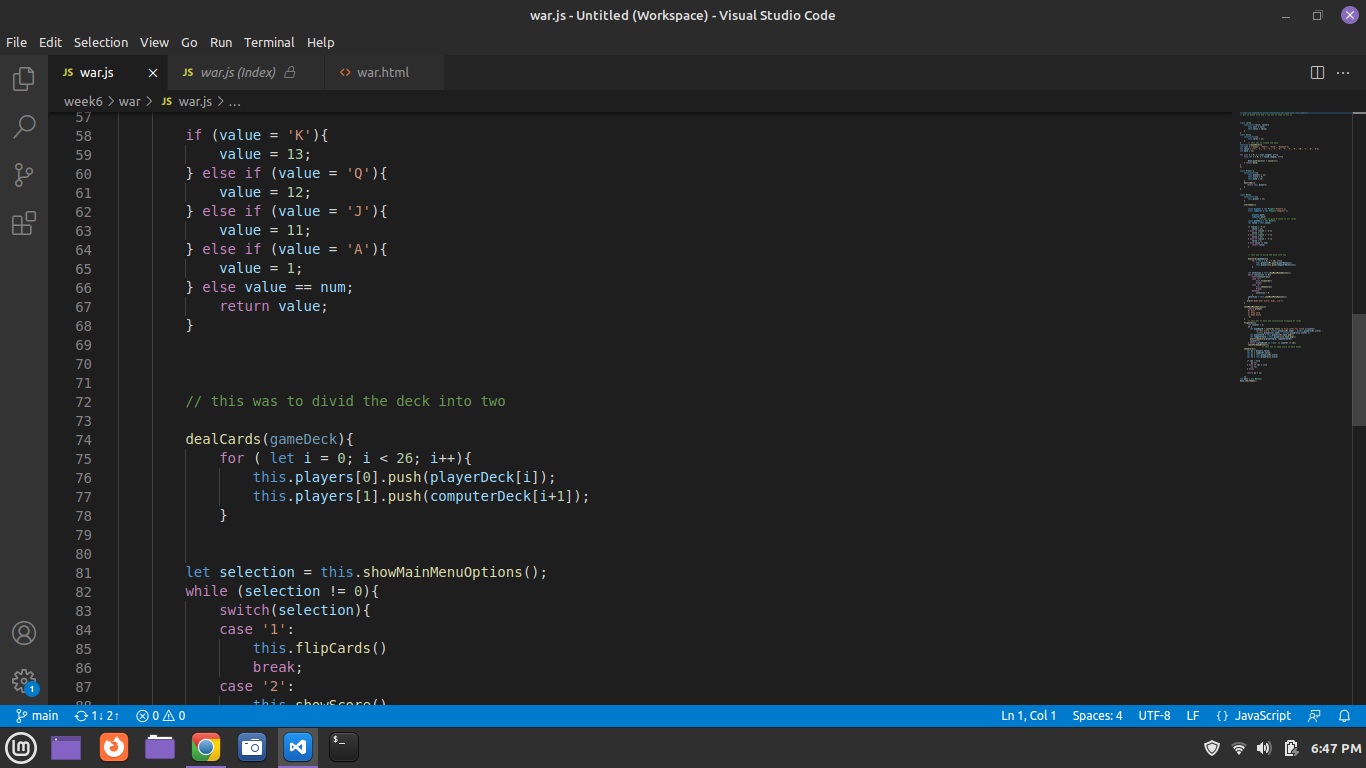 war.js - Untitled (Workspace) - Visual Studio Code
File Edit Selection View Go Run Terminal Help
JS war.js
JS war.js (Index)
<> war.html
week6 > war > JS war.js > ...
57
58 if (value = 'K'){
59 value = 13;
60 } else if (value = 'Q'){
61 value = 12;
62 } else if (value = 'J'){
63 value = 11;
64 } else if (value = 'A'){
65 value = 1;
66 } else value == num;
67 return value;
68 }
69
70
71
72 // this was to divid the deck into two
73
74 dealCards(gameDeck){
75 for ( let i = 0; i < 26; i++){
76 this.players[0].push(playerDeck[i]);
77 this.players[1].push(computerDeck[i+1]);
78 }
79
80
81 let selection = this.showMainMenuOptions();
82 while (selection != 0){
83 switch(selection){
84 case '1':
85 this.flipCards()
86 break;
87 case '2':
88 this.showScore()
main 1↓ 2↑ 0 0 Ln 1, Col 1 Spaces: 4 UTF-8 LF {} JavaScript
1
6:47 PM